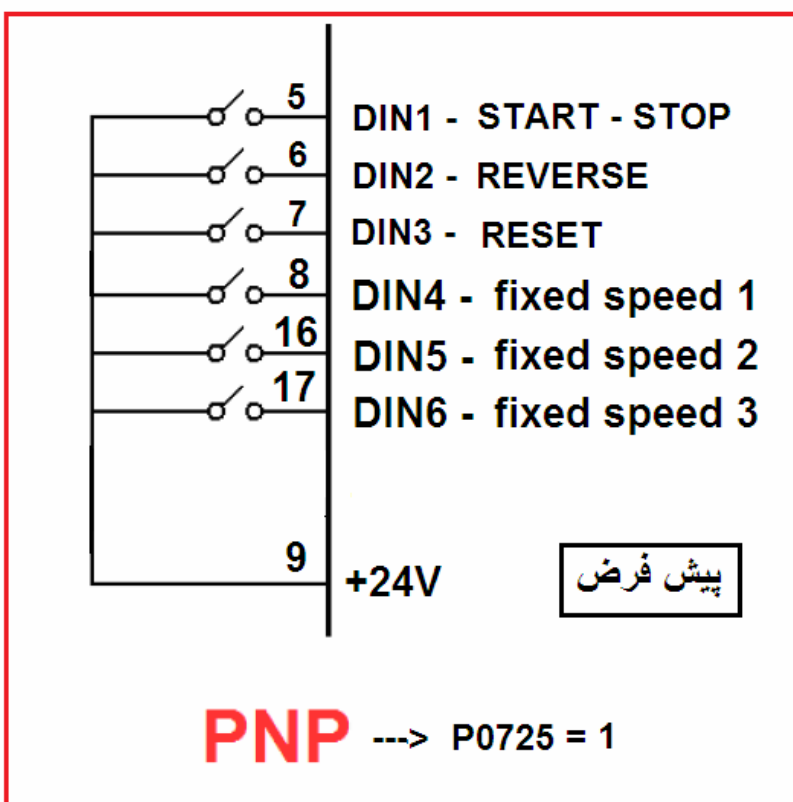 5
DIN1 - START - STOP
6
DIN2 - REVERSE
7
DIN3 - RESET
8
DIN4 - fixed speed 1
16
DIN5 - fixed speed 2
17
DIN6 - fixed speed 3
9
+24V
پیش فرض
PNP ---> P0725 = 1